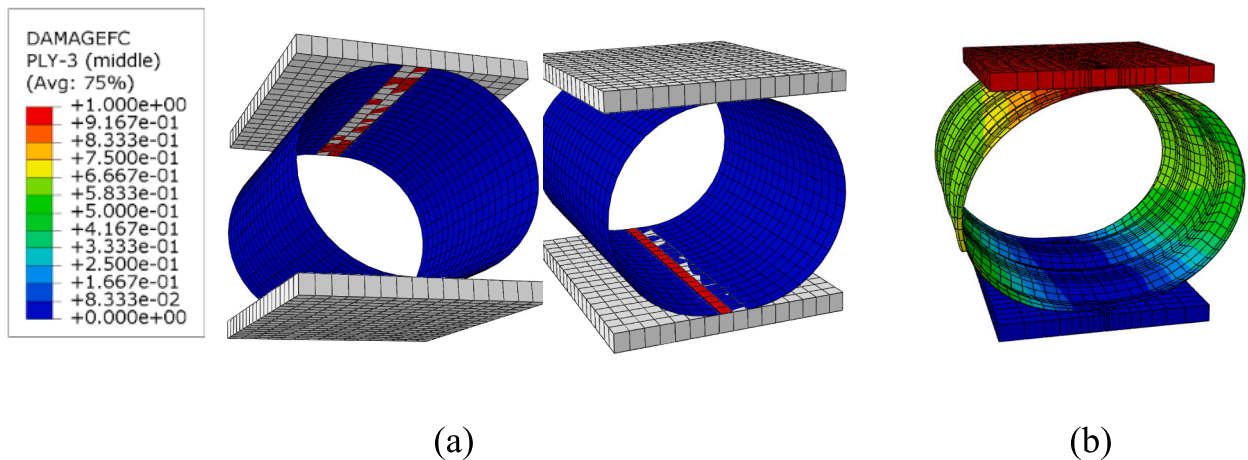 DAMAGEFC
PLY-3 (middle)
(Avg: 75%)
+1.000e+00
+9.167e-01
+8.333e-01
+7.500e-01
+6.667e-01
+5.833e-01
+5.000e-01
+4.167e-01
+3.333e-01
+2.500e-01
+1.667e-01
+8.333e-02
+0.000e+00
(a)
(b)